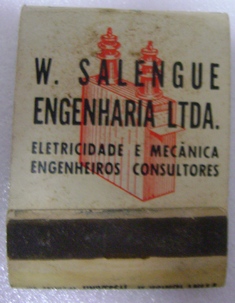 W. SALENGUE
ENGENHARIA LTDA.
ELETRICIDADE E MECÂNICA
ENGENHEIROS CONSULTORES